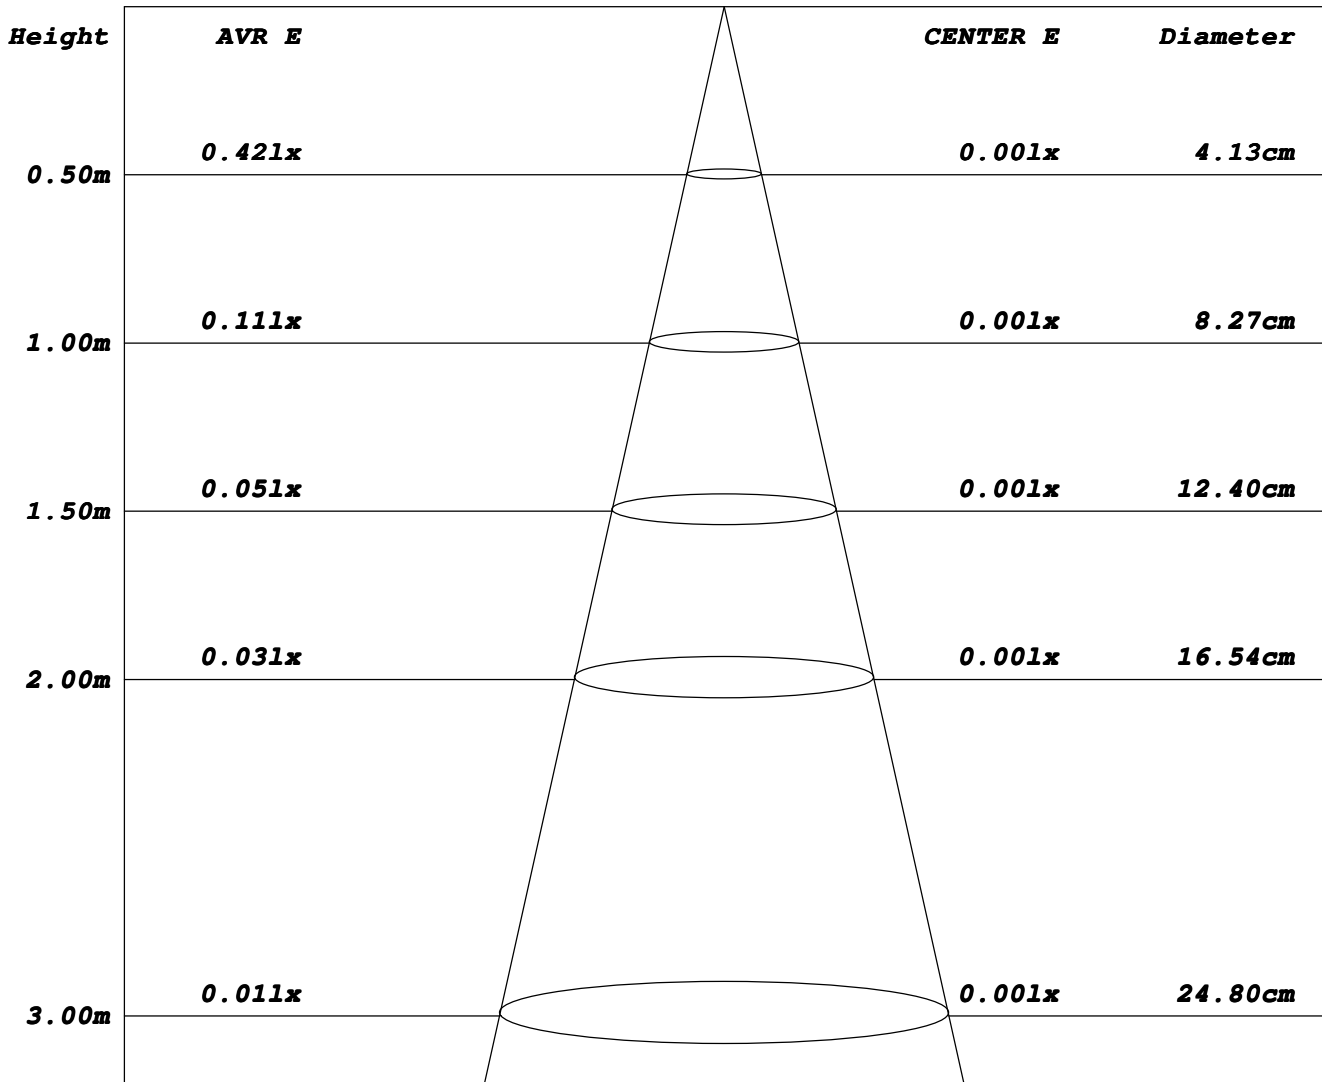 Height AVR E CENTER E Diameter
0.42lx 0.00lx 4.13cm
0.50m
0.11lx 0.00lx 8.27cm
1.00m
0.05lx 0.00lx 12.40cm
1.50m
0.03lx 0.00lx 16.54cm
2.00m
0.01lx 0.00lx 24.80cm
3.00m